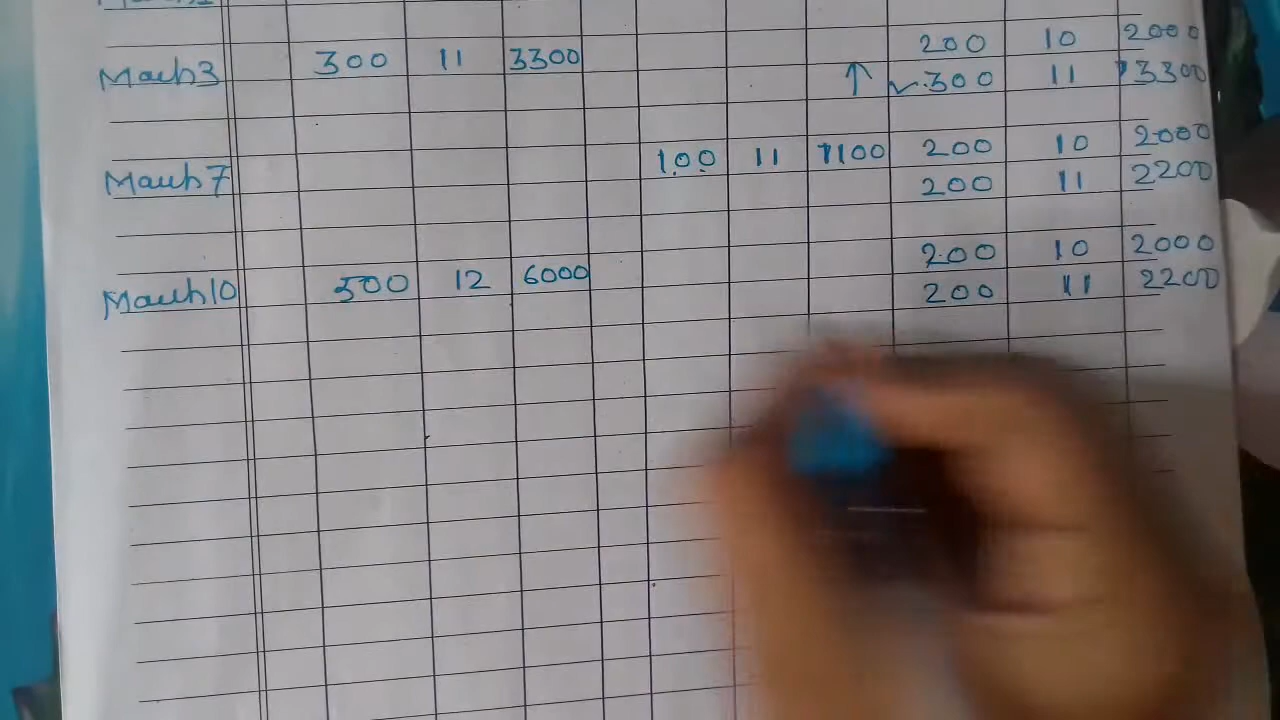 200 10 2000
March3 300 11 3300 ↑ 300 11 3300
March7 100 11 1100 200 10 2000
200 11 2200
March10 500 12 6000 200 10 2000
200 11 2200